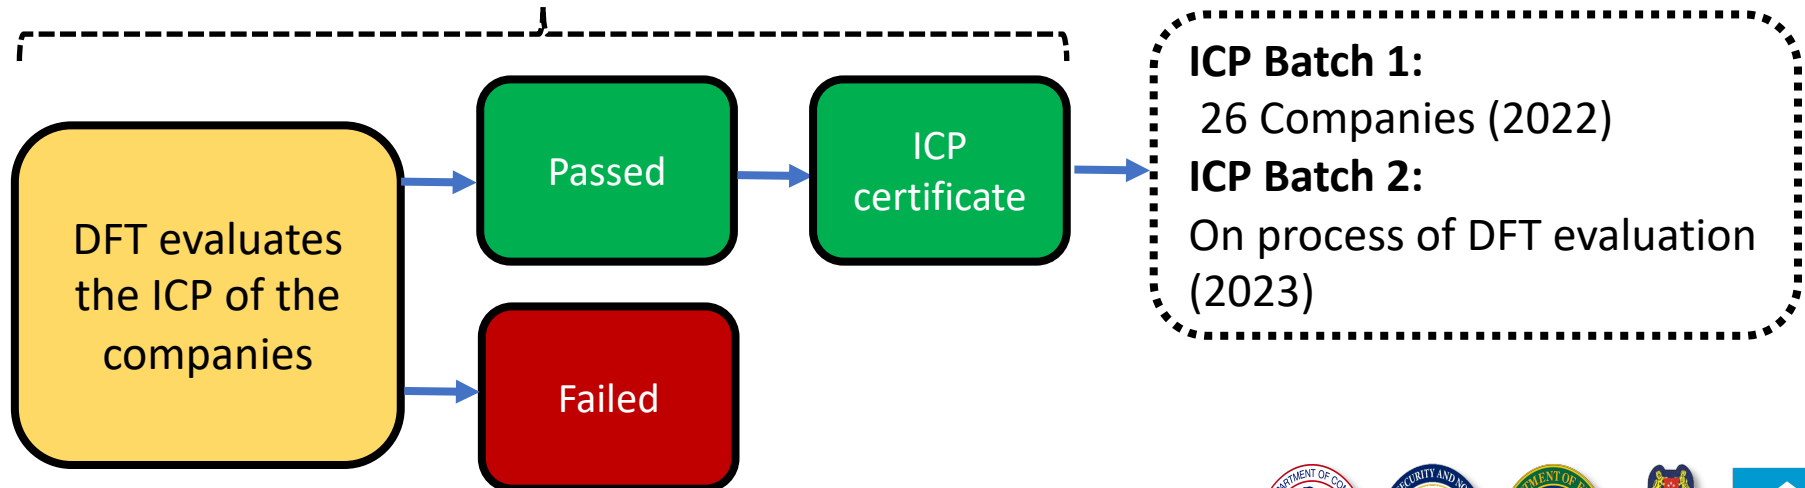 DFT evaluates
the ICP of the
companies
Passed
Failed
ICP
certificate
ICP Batch 1:
26 Companies (2022)
ICP Batch 2:
On process of DFT evaluation
(2023)